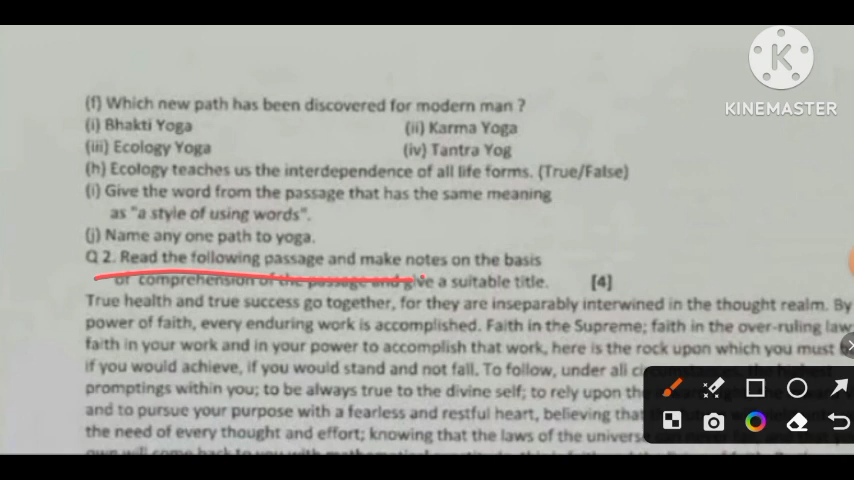 KINEMASTER
(f) Which new path has been discovered for modern man ?
(i) Bhakti Yoga (ii) Karma Yoga
(iii) Ecology Yoga (iv) Tantra Yog
(h) Ecology teaches us the interdependence of all life forms. (True/False)
(i) Give the word from the passage that has the same meaning
as "a style of using words".
(j) Name any one path to yoga.
Q 2. Read the following passage and make notes on the basis
of comprehension of the passage and give a suitable title. [4]
True health and true success go together, for they are inseparably interwined in the thought realm. By
power of faith, every enduring work is accomplished. Faith in the Supreme; faith in the over-ruling law
faith in your work and in your power to accomplish that work, here is the rock upon which you must
if you would achieve, if you would stand and not fall. To follow, under all
promptings within you; to be always true to the divine self; to rely upon the
and to pursue your purpose with a fearless and restful heart, believing that
the need of every thought and effort; knowing that the laws of the universe
own will come back to you with